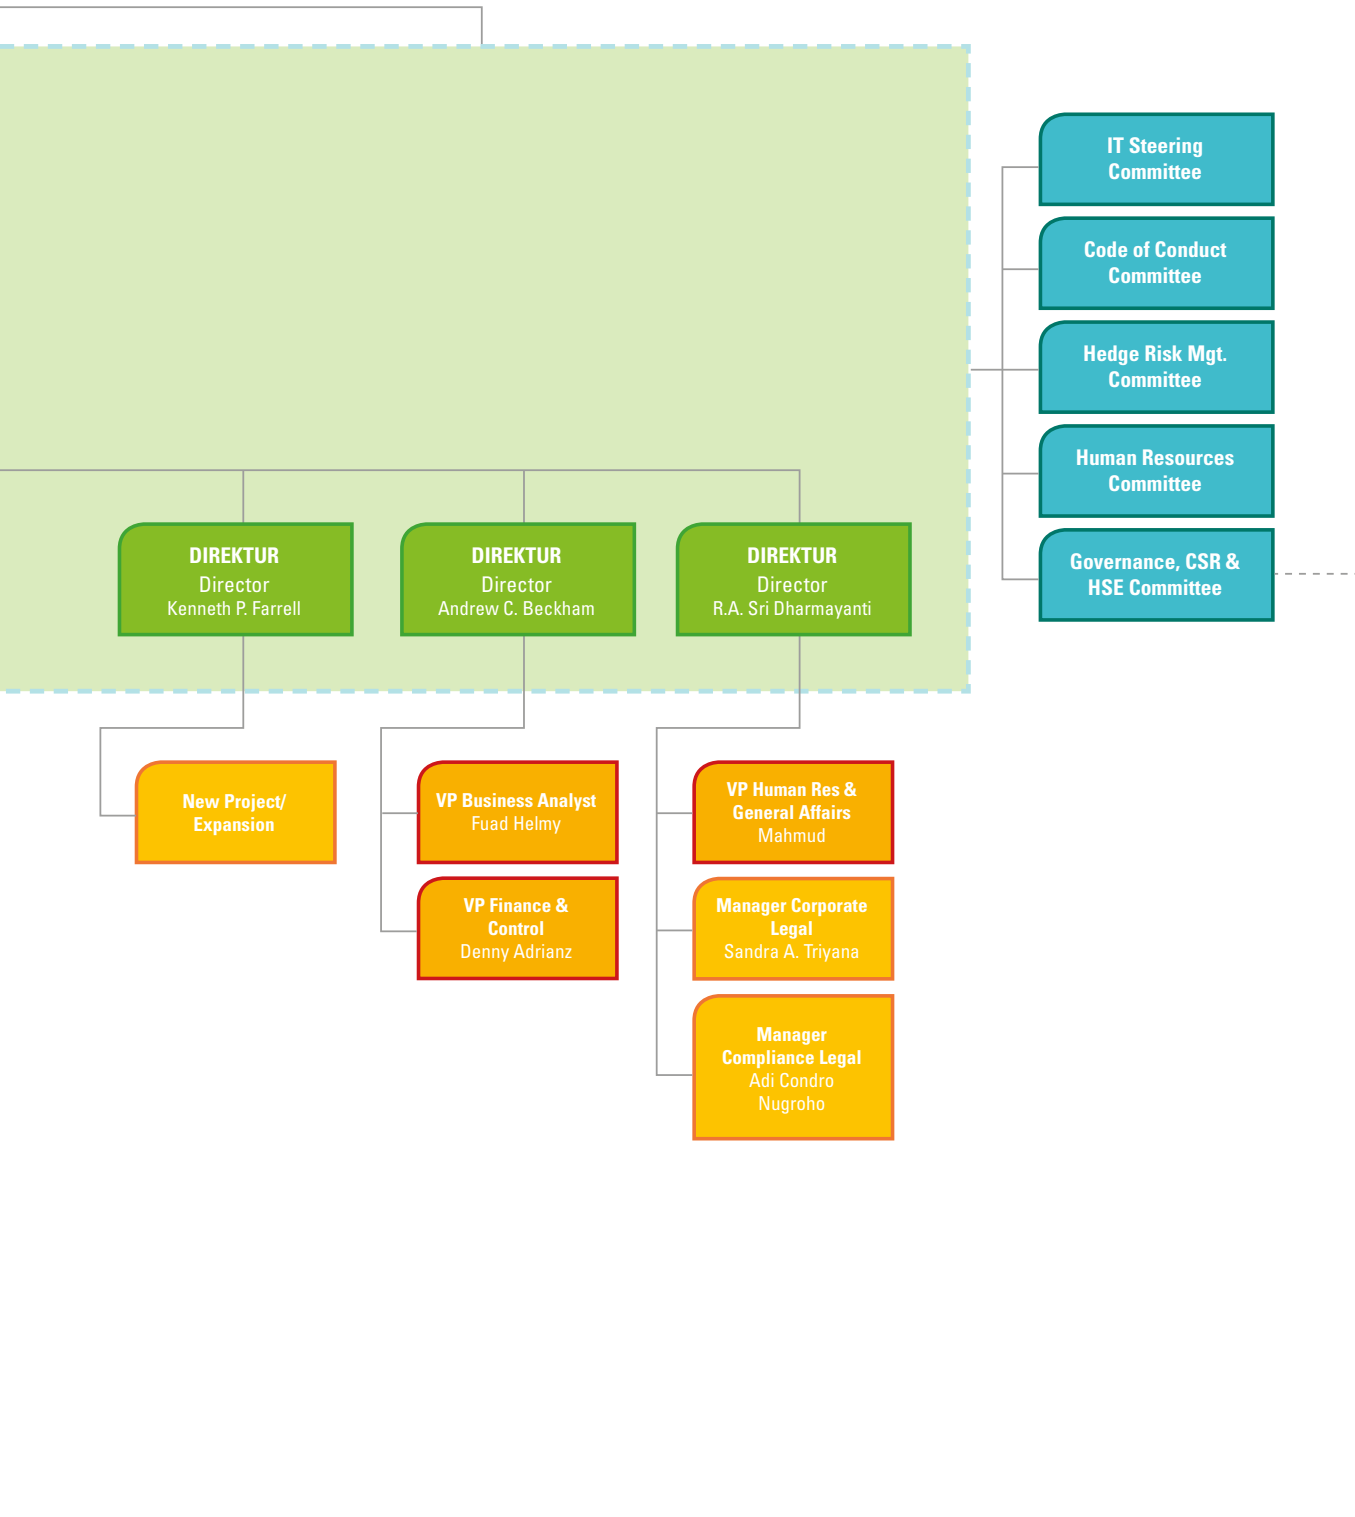 IT Steering
Committee
Code of Conduct
Committee
Hedge Risk Mgt.
Committee
Human Resources
Committee
Governance, CSR &
HSE Committee
DIREKTUR
Director
Kenneth P. Farrell
DIREKTUR
Director
Andrew C. Beckham
DIREKTUR
Director
R.A. Sri Dharmayanti
New Project/
Expansion
VP Business Analyst
Fuad Helmy
VP Finance &
Control
Denny Adrianz
VP Human Res &
General Affairs
Mahmud
Manager Corporate
Legal
Sandra A. Triyana
Manager
Compliance Legal
Adi Condro
Nugroho